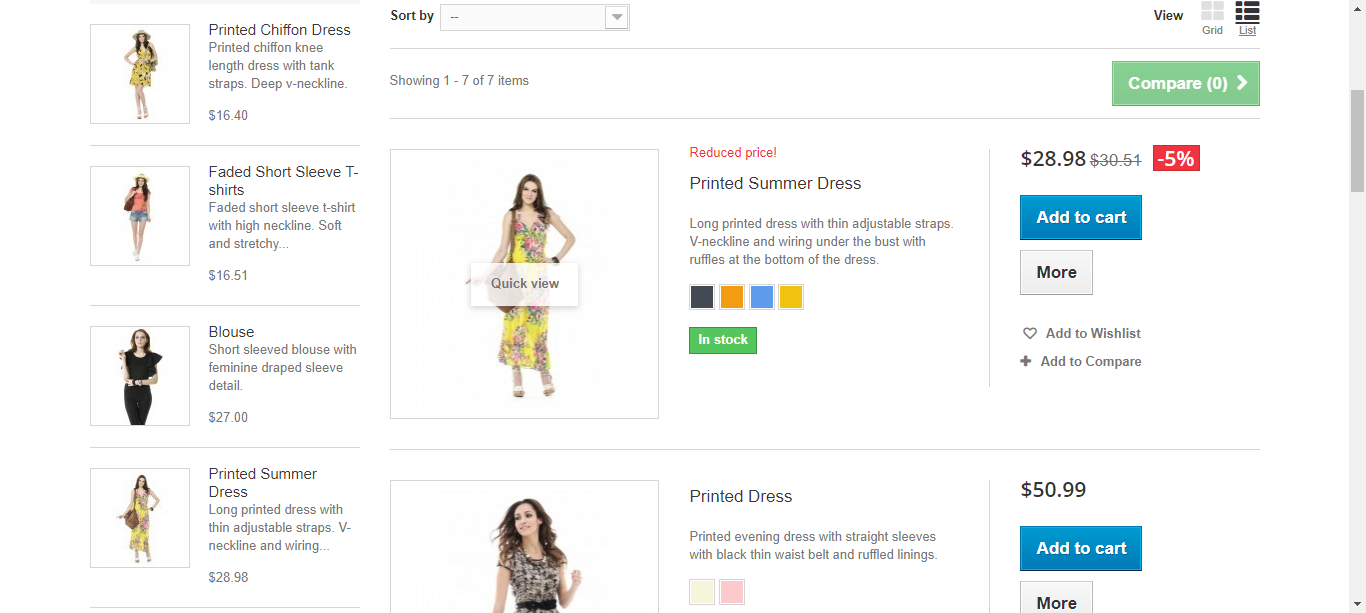 Printed Chiffon Dress
Printed chiffon knee
length dress with tank
straps. Deep v-neckline.
$16.40
Faded Short Sleeve T-
shirts
Faded short sleeve t-shirt
with high neckline. Soft
and stretchy...
$16.51
Blouse
Short sleeved blouse with
feminine draped sleeve
detail.
$27.00
Printed Summer
Dress
Long printed dress with
thin adjustable straps. V-
neckline and wiring...
$28.98
Sort by --
View
Grid
List
Showing 1 - 7 of 7 items
Compare (0)
Quick view
Reduced price!
Printed Summer Dress
Long printed dress with thin adjustable straps.
V-neckline and wiring under the bust with
ruffles at the bottom of the dress.
In stock
$28.98 $30.51 -5%
Add to cart
More
Add to Wishlist
Add to Compare
Printed Dress
Printed evening dress with straight sleeves
with black thin waist belt and ruffled linings.
$50.99
Add to cart
More